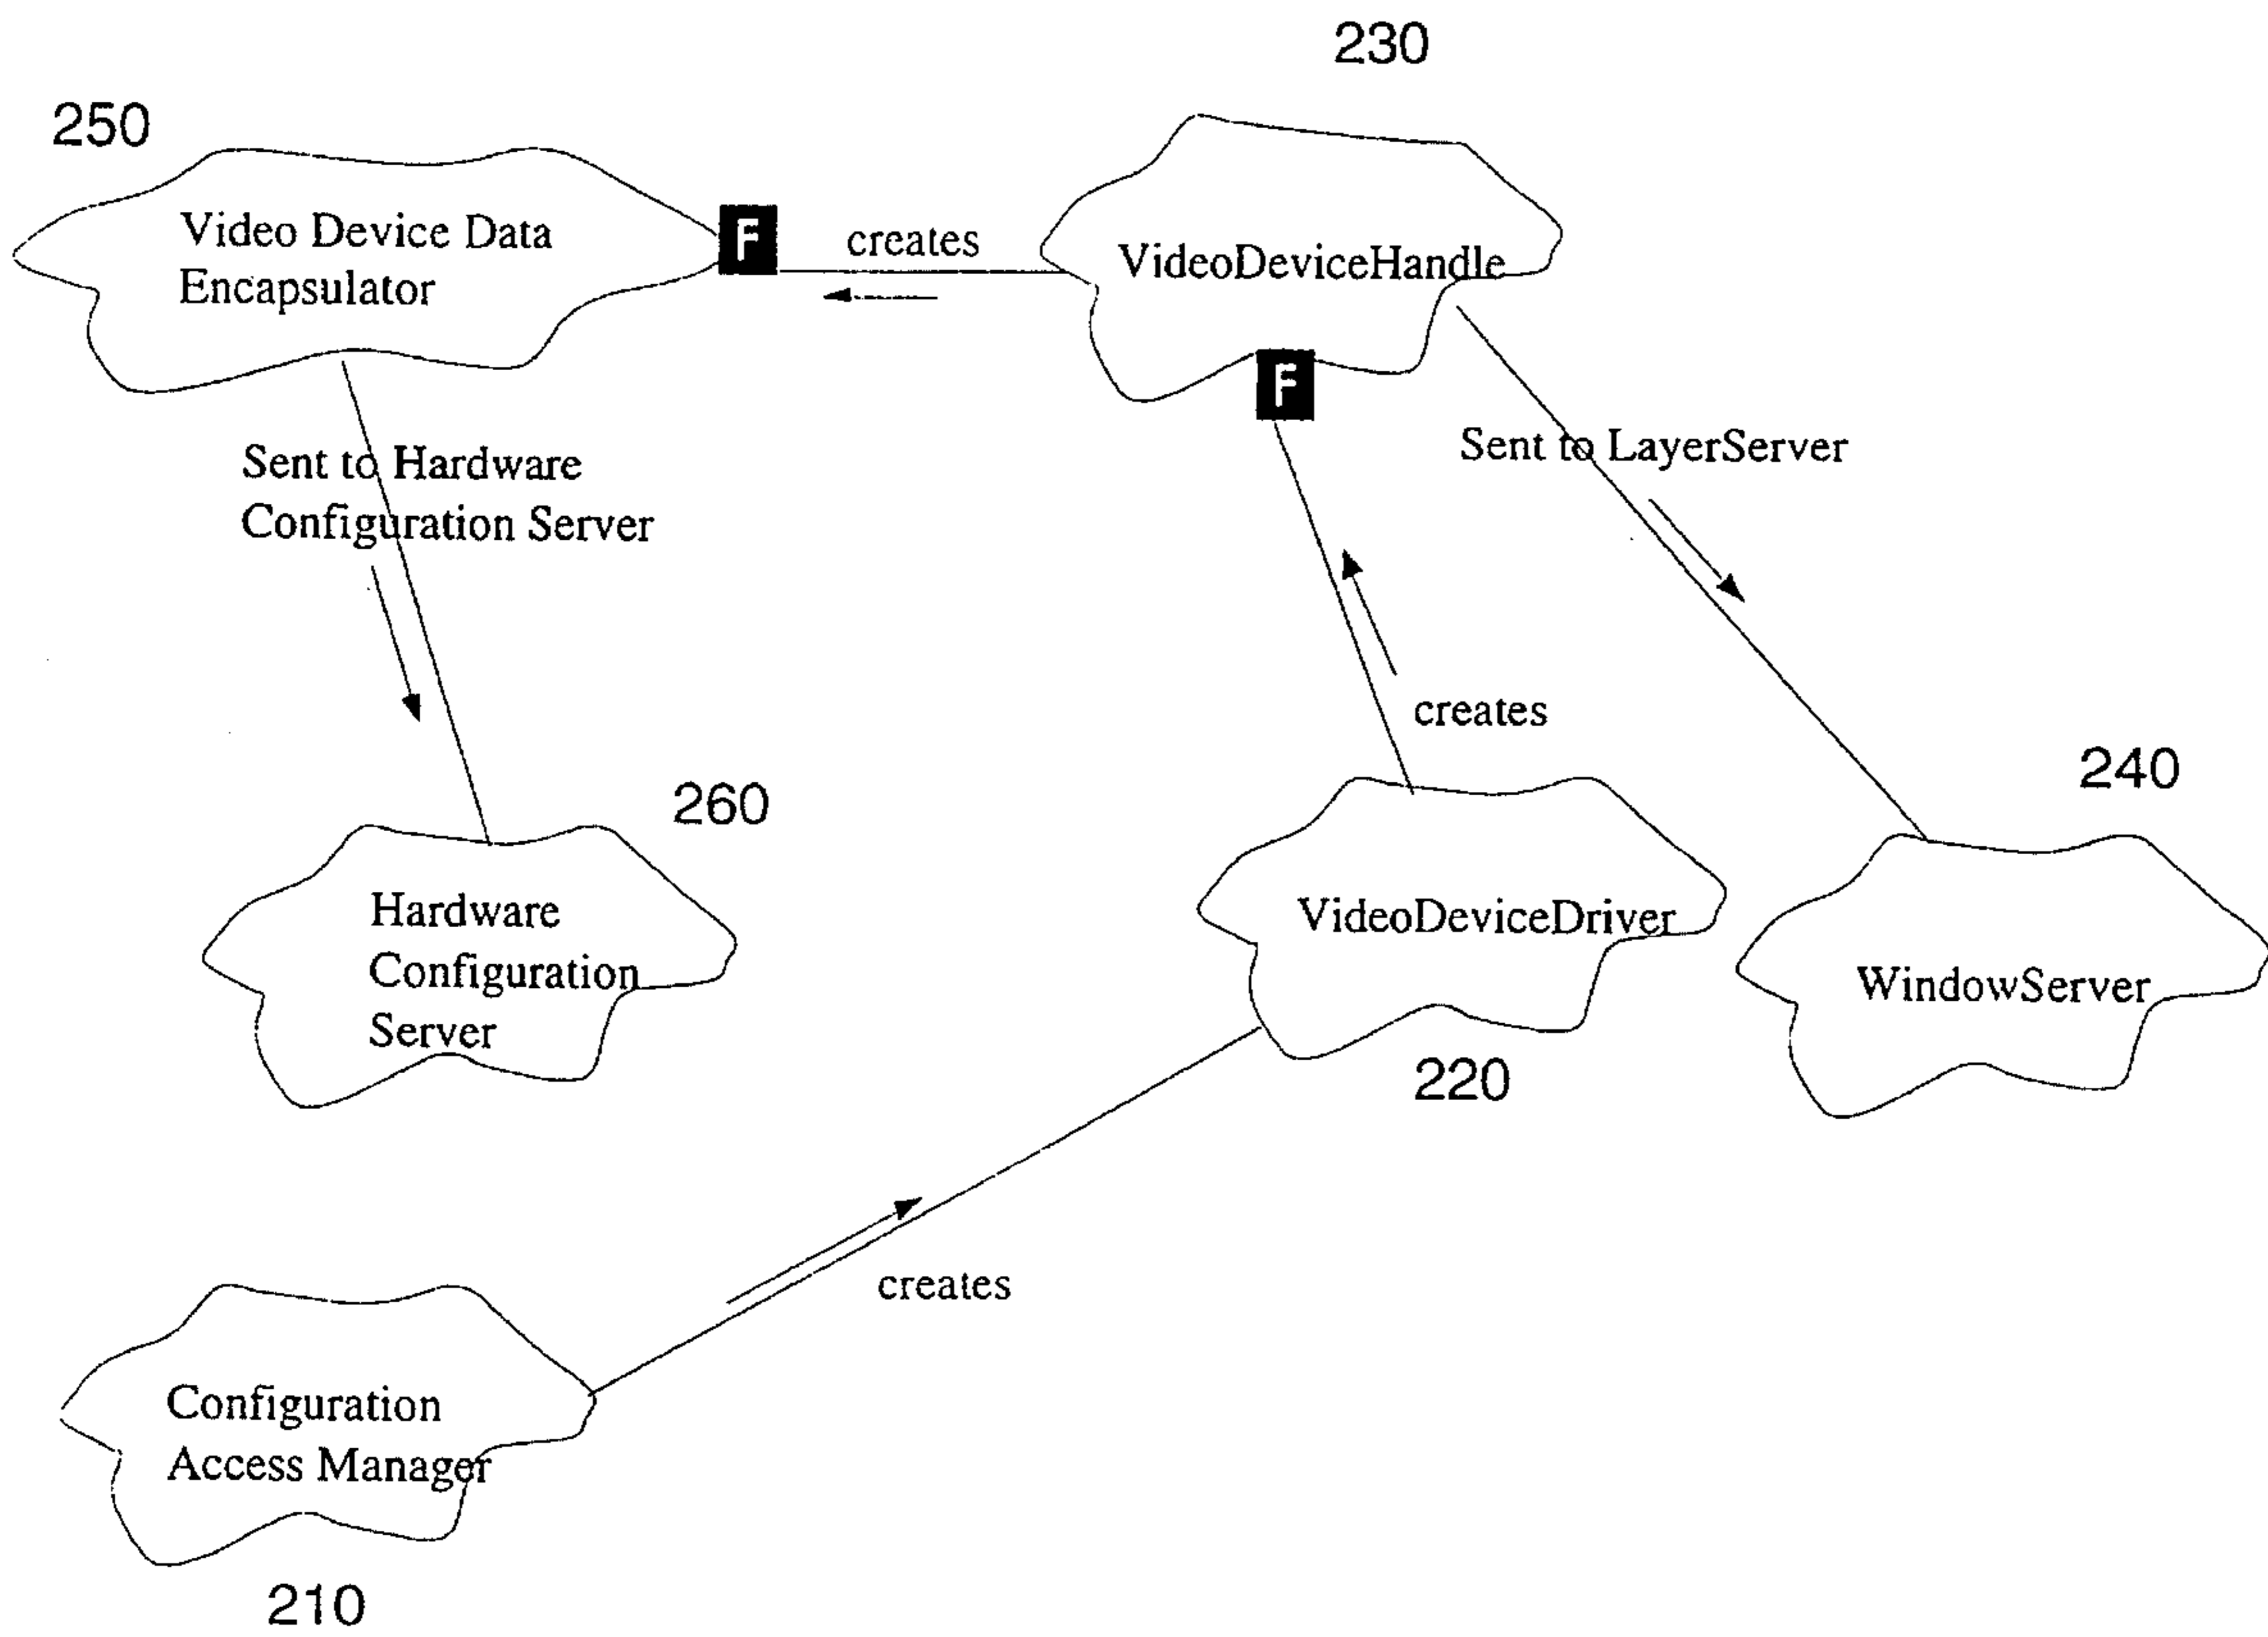 230
250
Video Device Data
Encapsulator
F
creates
VideoDeviceHandle
F
Sent to Hardware
Configuration Server
Sent to LayerServer
creates
240
260
Hardware
Configuration
Server
VideoDeviceDriver
WindowServer
220
creates
Configuration
Access Manager
210